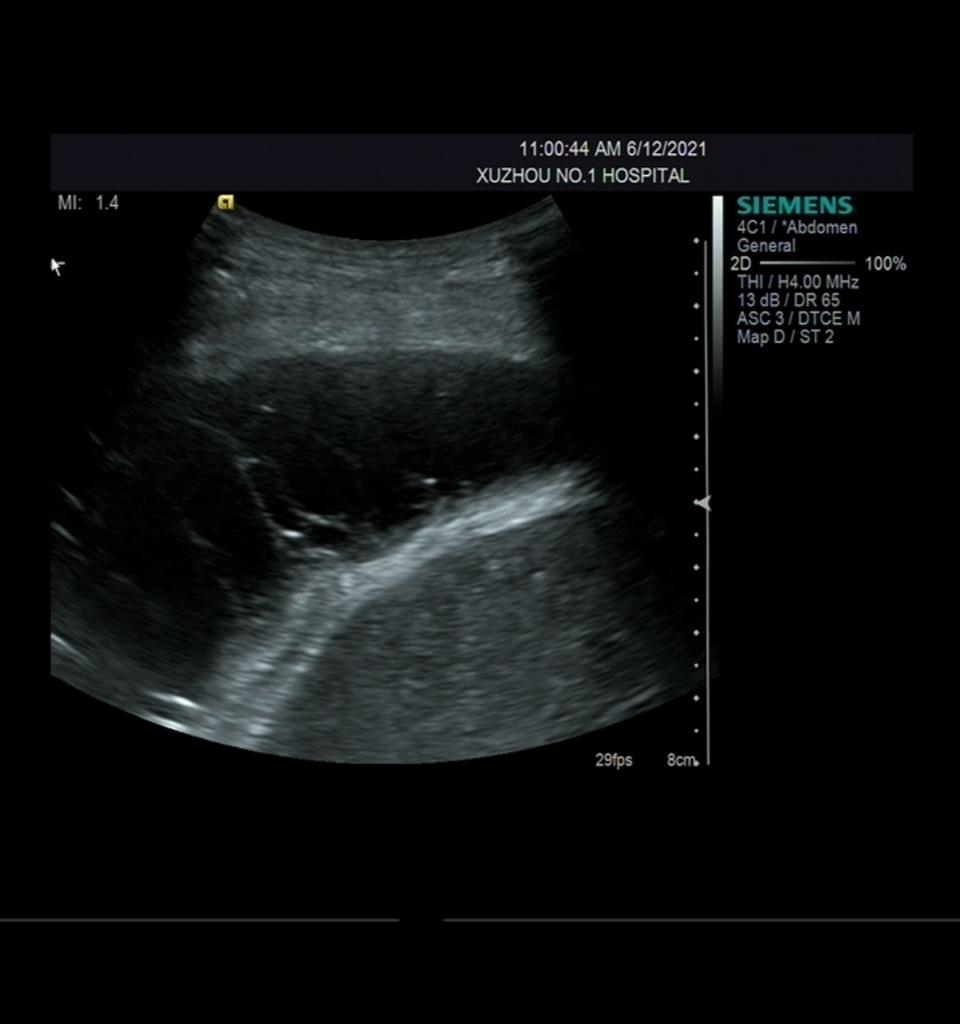 11:00:44 AM 6/12/2021
XUZHOU NO.1 HOSPITAL
MI: 1.4
SIEMENS
4C1 / *Abdomen
General
2D 100%
THI / H4.00 MHz
13 dB / DR 65
ASC 3 / DTCE M
Map D / ST 2
29fps 8cm